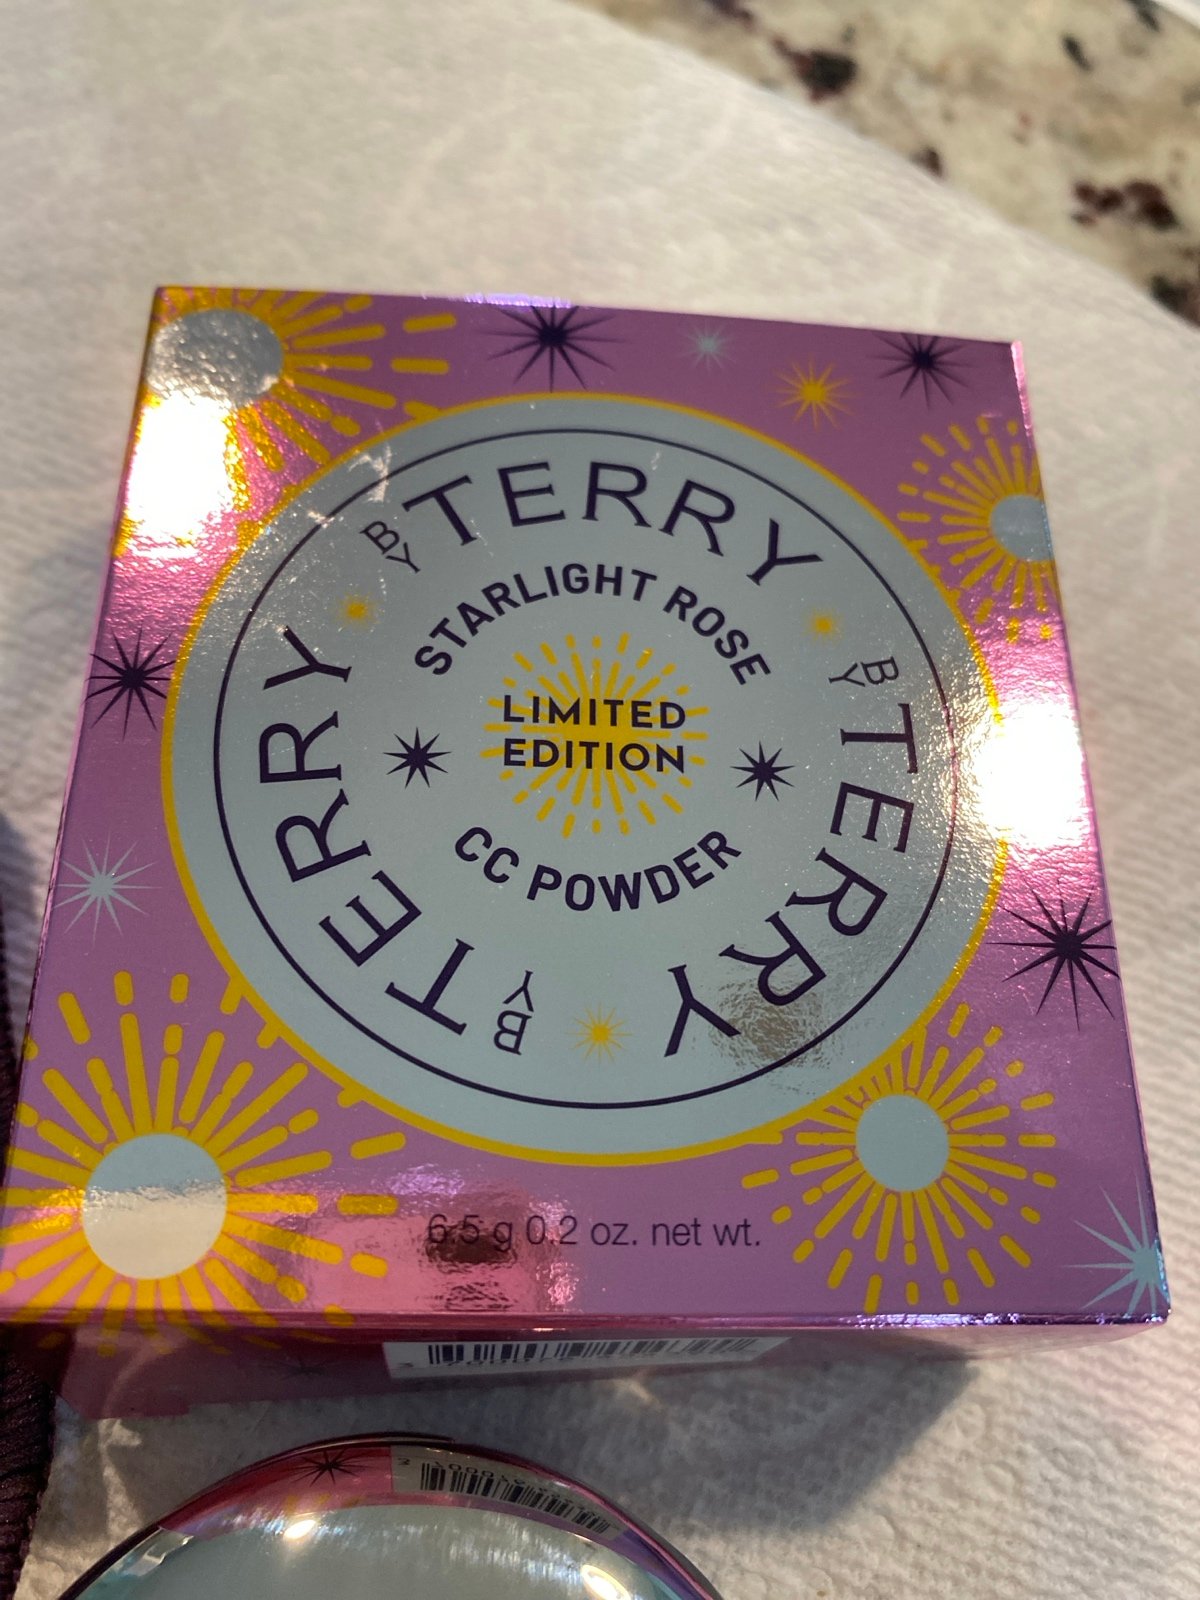 BY TERRY
BY TERRY
BY TERRY
STARLIGHT ROSE
LIMITED
EDITION
CC POWDER
6.5 g 0.2 oz. net wt.